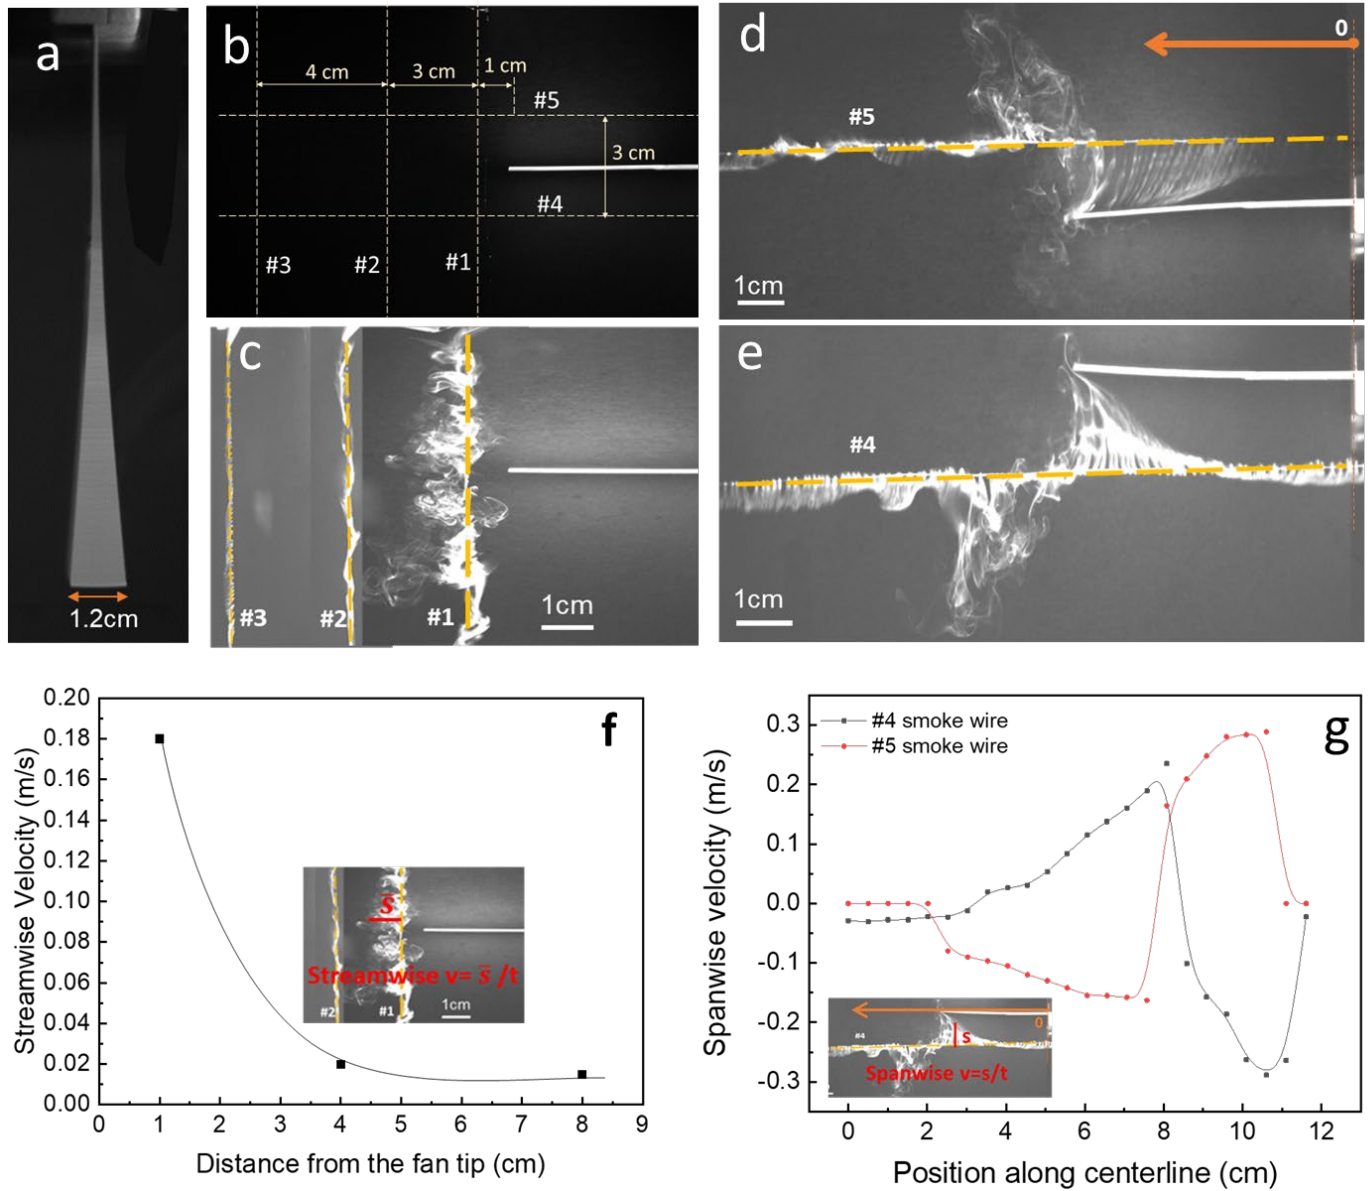 a
1.2cm
b
4 cm
3 cm
1 cm
#5
3 cm
#4
#3
#2
#1
c
#3
#2
#1
1cm
d
0
#5
1cm
e
#4
1cm
f
Streamwise Velocity (m/s)
0.20
0.18
0.16
0.14
0.12
0.10
0.08
0.06
0.04
0.02
0.00
s̅
Streamwise v= s̅ /t
#2
#1
1cm
0 1 2 3 4 5 6 7 8 9
Distance from the fan tip (cm)
g
#4 smoke wire
#5 smoke wire
Spanwise velocity (m/s)
0.3
0.2
0.1
0.0
-0.1
-0.2
-0.3
0
#4
s
Spanwise v=s/t
0 2 4 6 8 10 12
Position along centerline (cm)